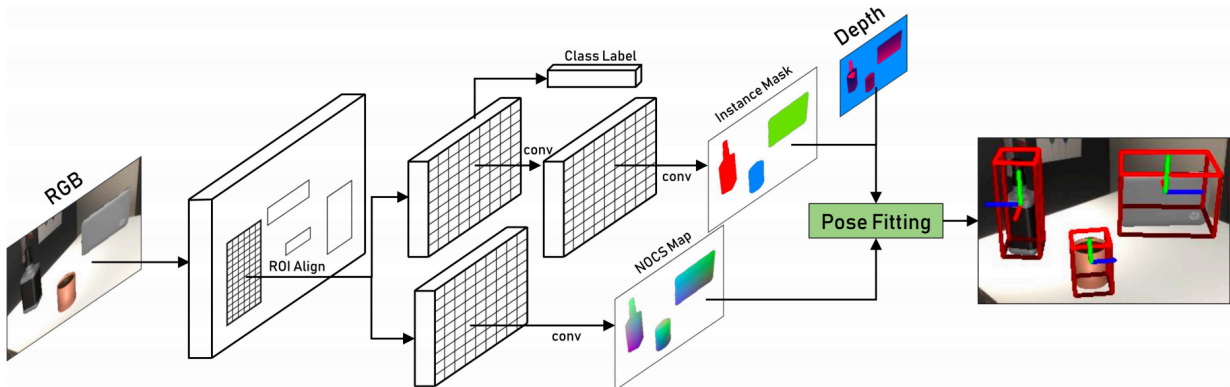 RGB
ROI Align
Class Label
conv
conv
Instance Mask
Depth
NOCS Map
conv
Pose Fitting